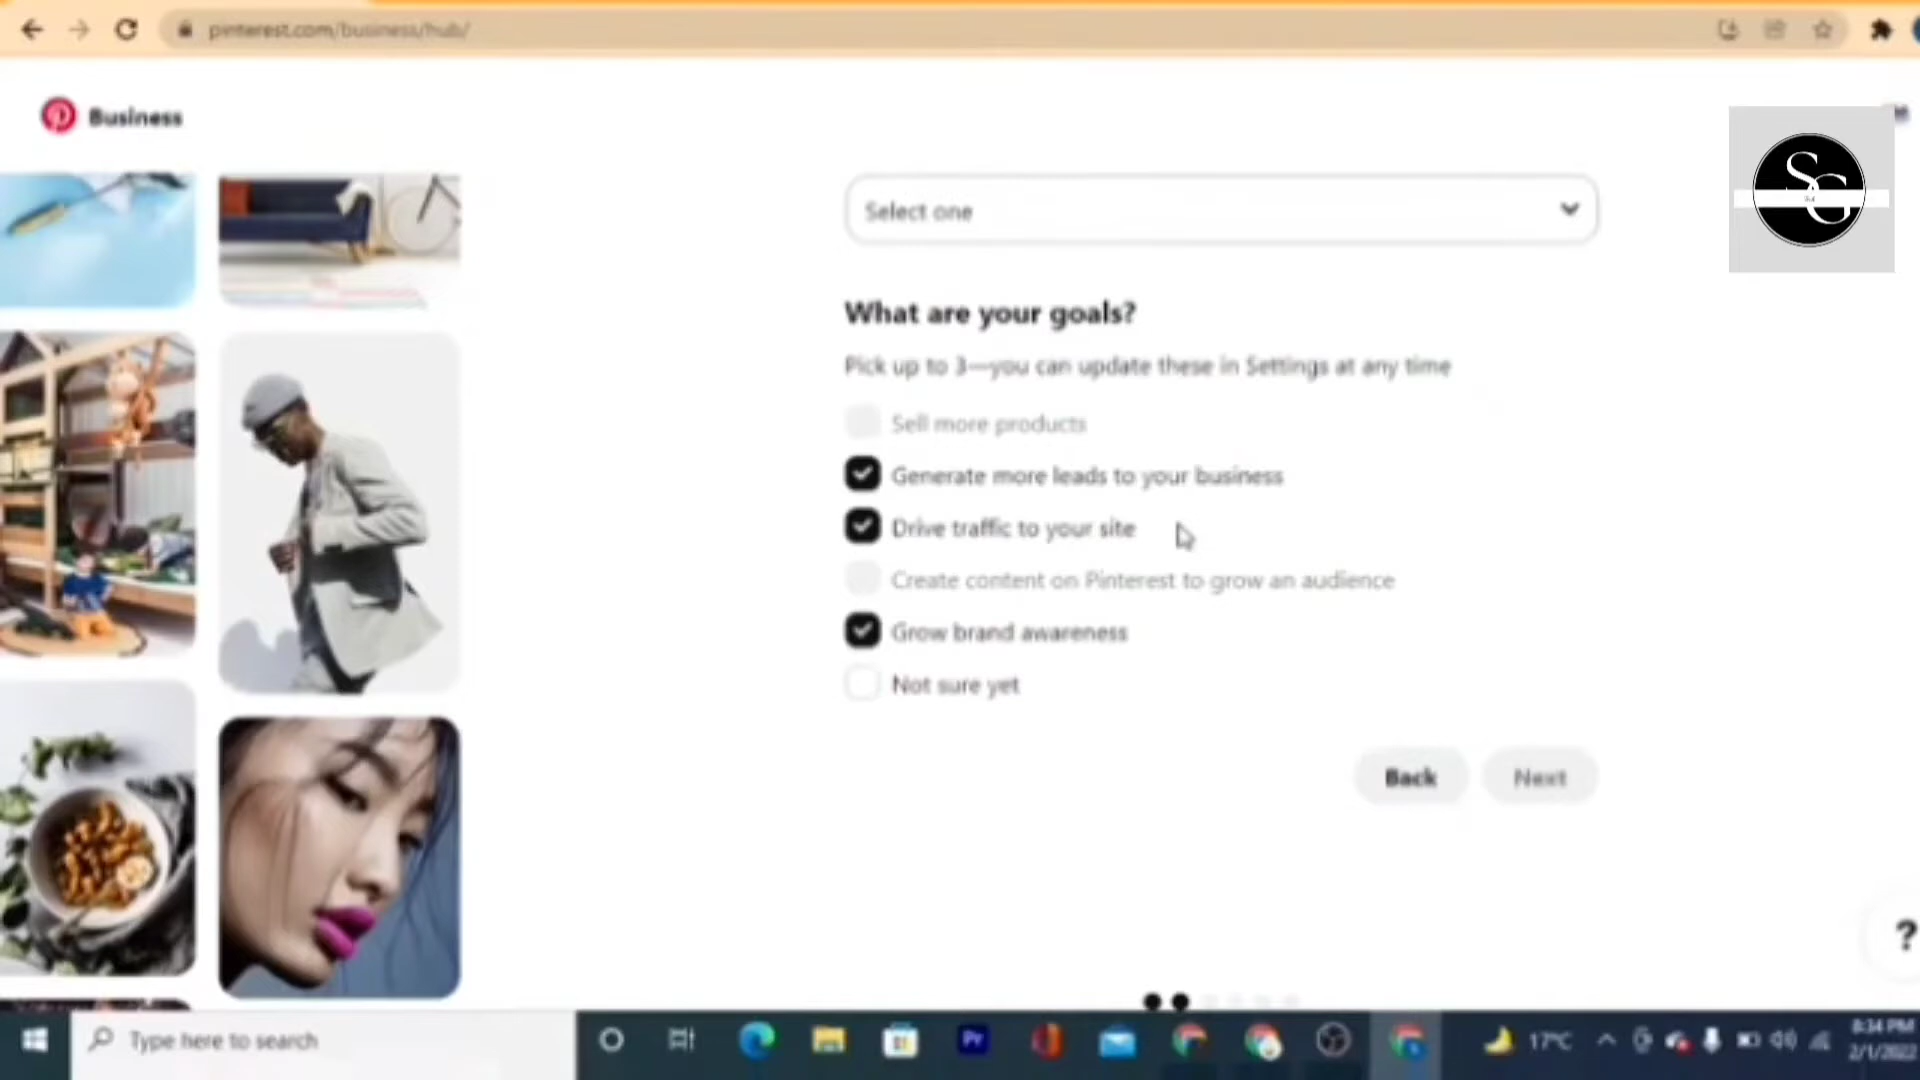 pinterest.com/business/hub/
Business
SG
Select one
What are your goals?
Pick up to 3—you can update these in Settings at any time
Sell more products
Generate more leads to your business
Drive traffic to your site
Create content on Pinterest to grow an audience
Grow brand awareness
Not sure yet
Back
Next
?
Type here to search
Pr
17°C
8:34 PM
2/1/2022